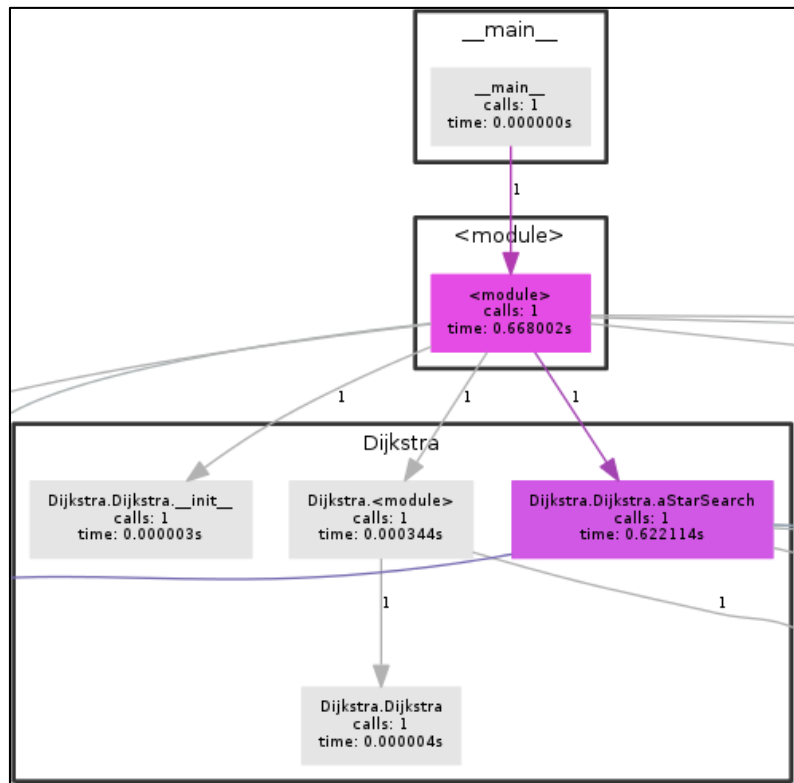 __main__
__main__
calls: 1
time: 0.000000s
1
<module>
<module>
calls: 1
time: 0.668002s
1
1
1
Dijkstra
Dijkstra.Dijkstra.__init__
calls: 1
time: 0.000003s
Dijkstra.<module>
calls: 1
time: 0.000344s
Dijkstra.Dijkstra.aStarSearch
calls: 1
time: 0.622114s
1
1
Dijkstra.Dijkstra
calls: 1
time: 0.000004s